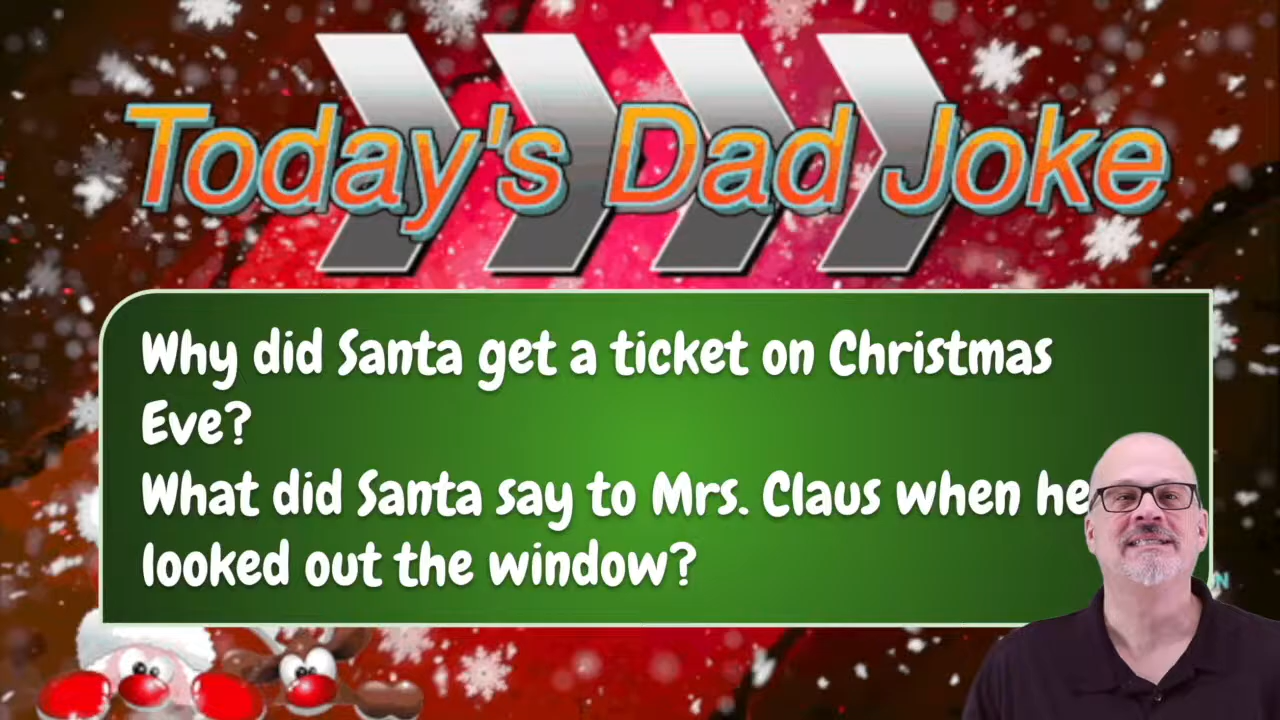 Today's Dad Joke
Why did Santa get a ticket on Christmas
Eve?
What did Santa say to Mrs. Claus when he
looked out the window?
N